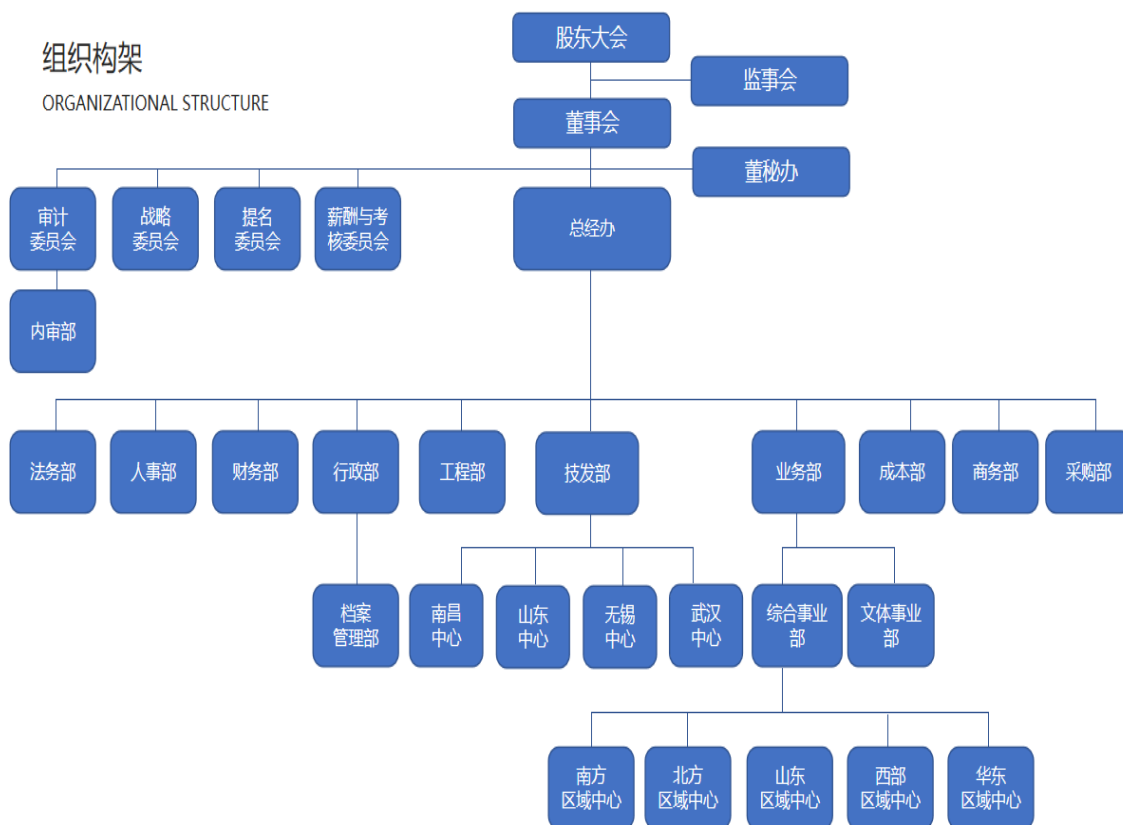 组织构架
ORGANIZATIONAL STRUCTURE
股东大会
监事会
董事会
董秘办
审计
委员会
战略
委员会
提名
委员会
薪酬与考
核委员会
总经办
内审部
法务部
人事部
财务部
行政部
工程部
技发部
业务部
成本部
商务部
采购部
档案
管理部
南昌
中心
山东
中心
无锡
中心
武汉
中心
综合事业
部
文体事业
部
南方
区域中心
北方
区域中心
山东
区域中心
西部
区域中心
华东
区域中心